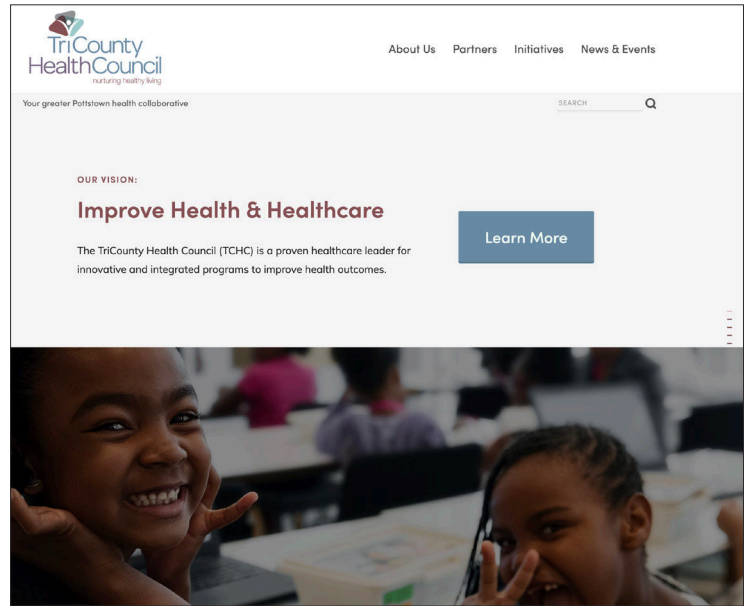 TriCounty
HealthCouncil
nurturing healthy living
About Us Partners Initiatives News & Events
Your greater Pottstown health collaborative
SEARCH
OUR VISION:
Improve Health & Healthcare
The TriCounty Health Council (TCHC) is a proven healthcare leader for
innovative and integrated programs to improve health outcomes.
Learn More